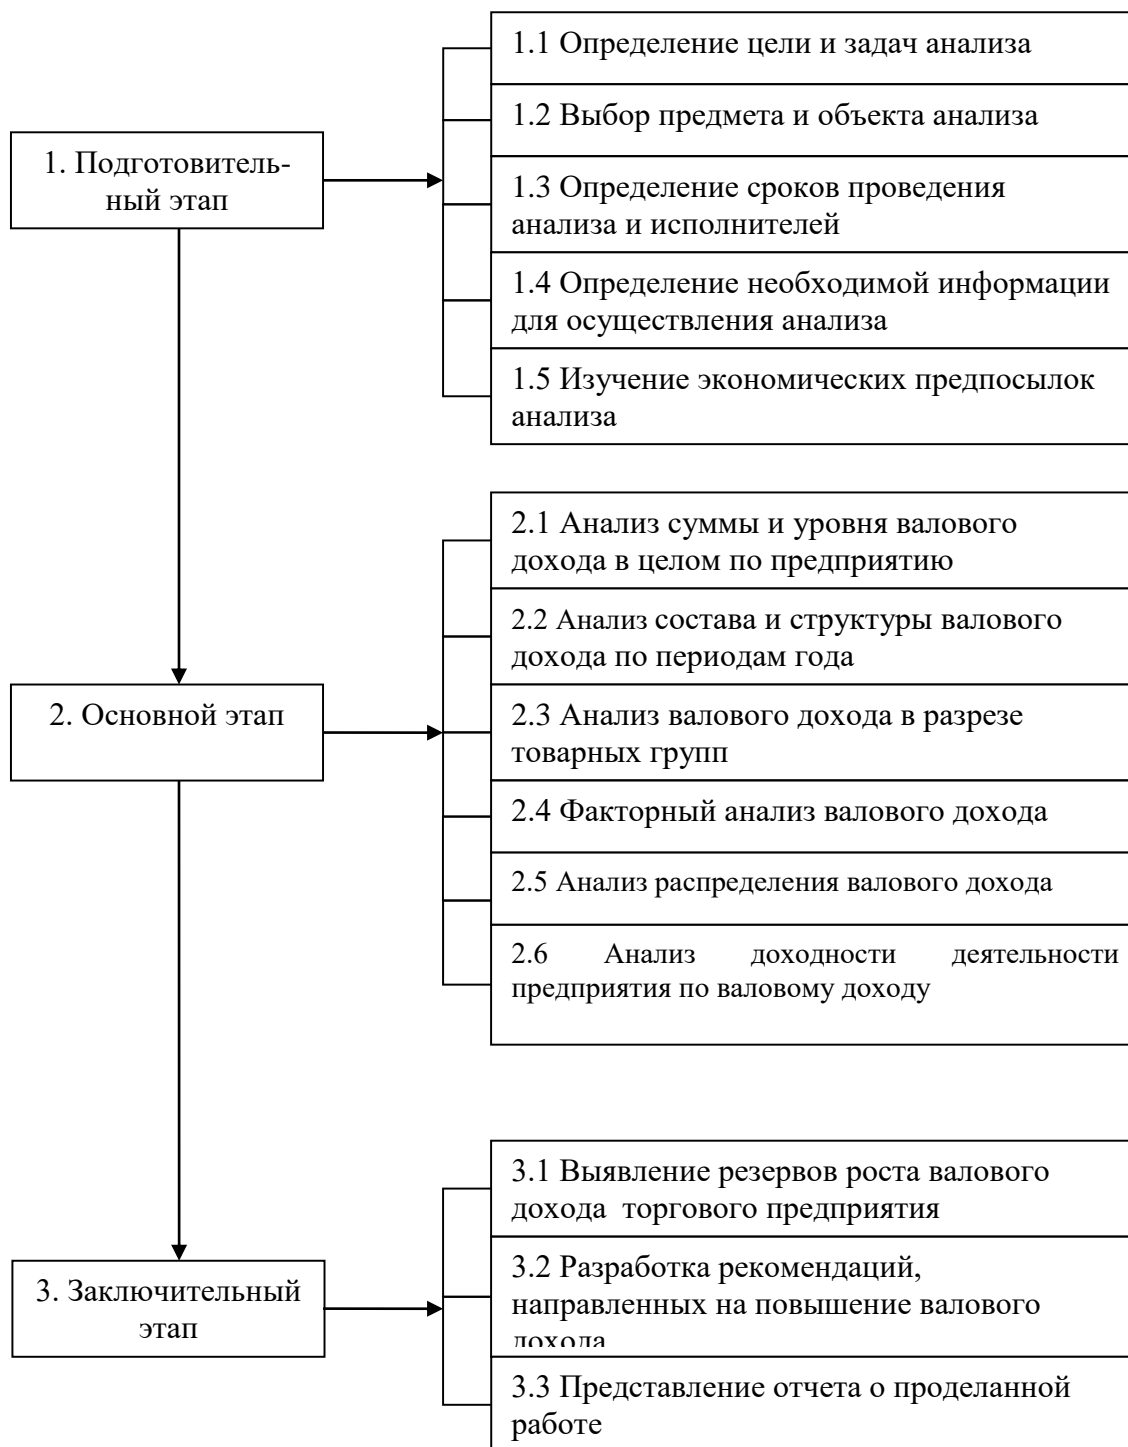 1.1 Определение цели и задач анализа
1.2 Выбор предмета и объекта анализа
1. Подготовитель-
ный этап
1.3 Определение сроков проведения
анализа и исполнителей
1.4 Определение необходимой информации
для осуществления анализа
1.5 Изучение экономических предпосылок
анализа
2.1 Анализ суммы и уровня валового
дохода в целом по предприятию
2.2 Анализ состава и структуры валового
дохода по периодам года
2. Основной этап
2.3 Анализ валового дохода в разрезе
товарных групп
2.4 Факторный анализ валового дохода
2.5 Анализ распределения валового дохода
2.6 Анализ доходности деятельности
предприятия по валовому доходу
3.1 Выявление резервов роста валового
дохода торгового предприятия
3. Заключительный
этап
3.2 Разработка рекомендаций,
направленных на повышение валового
дохода
3.3 Представление отчета о проделанной
работе